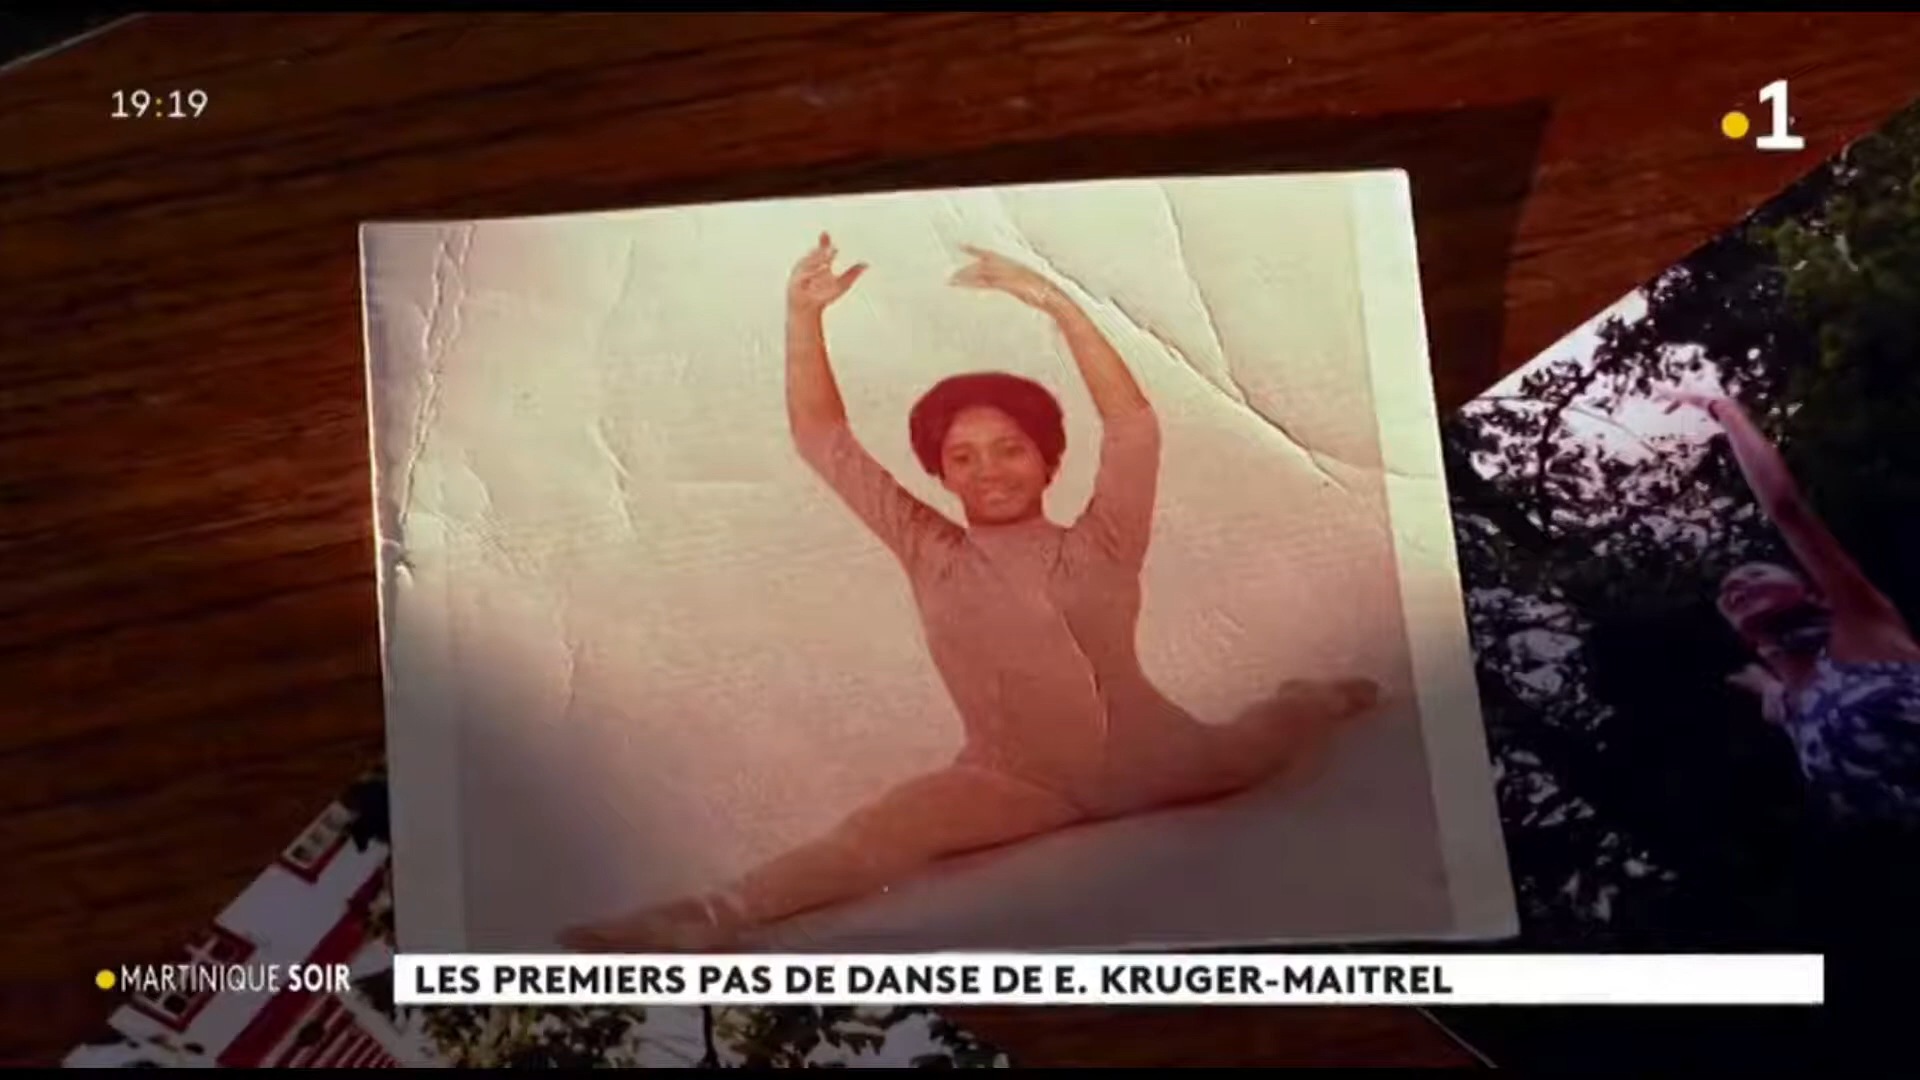 19:19
1
MARTINIQUE SOIR
LES PREMIERS PAS DE DANSE DE E. KRUGER-MAITREL